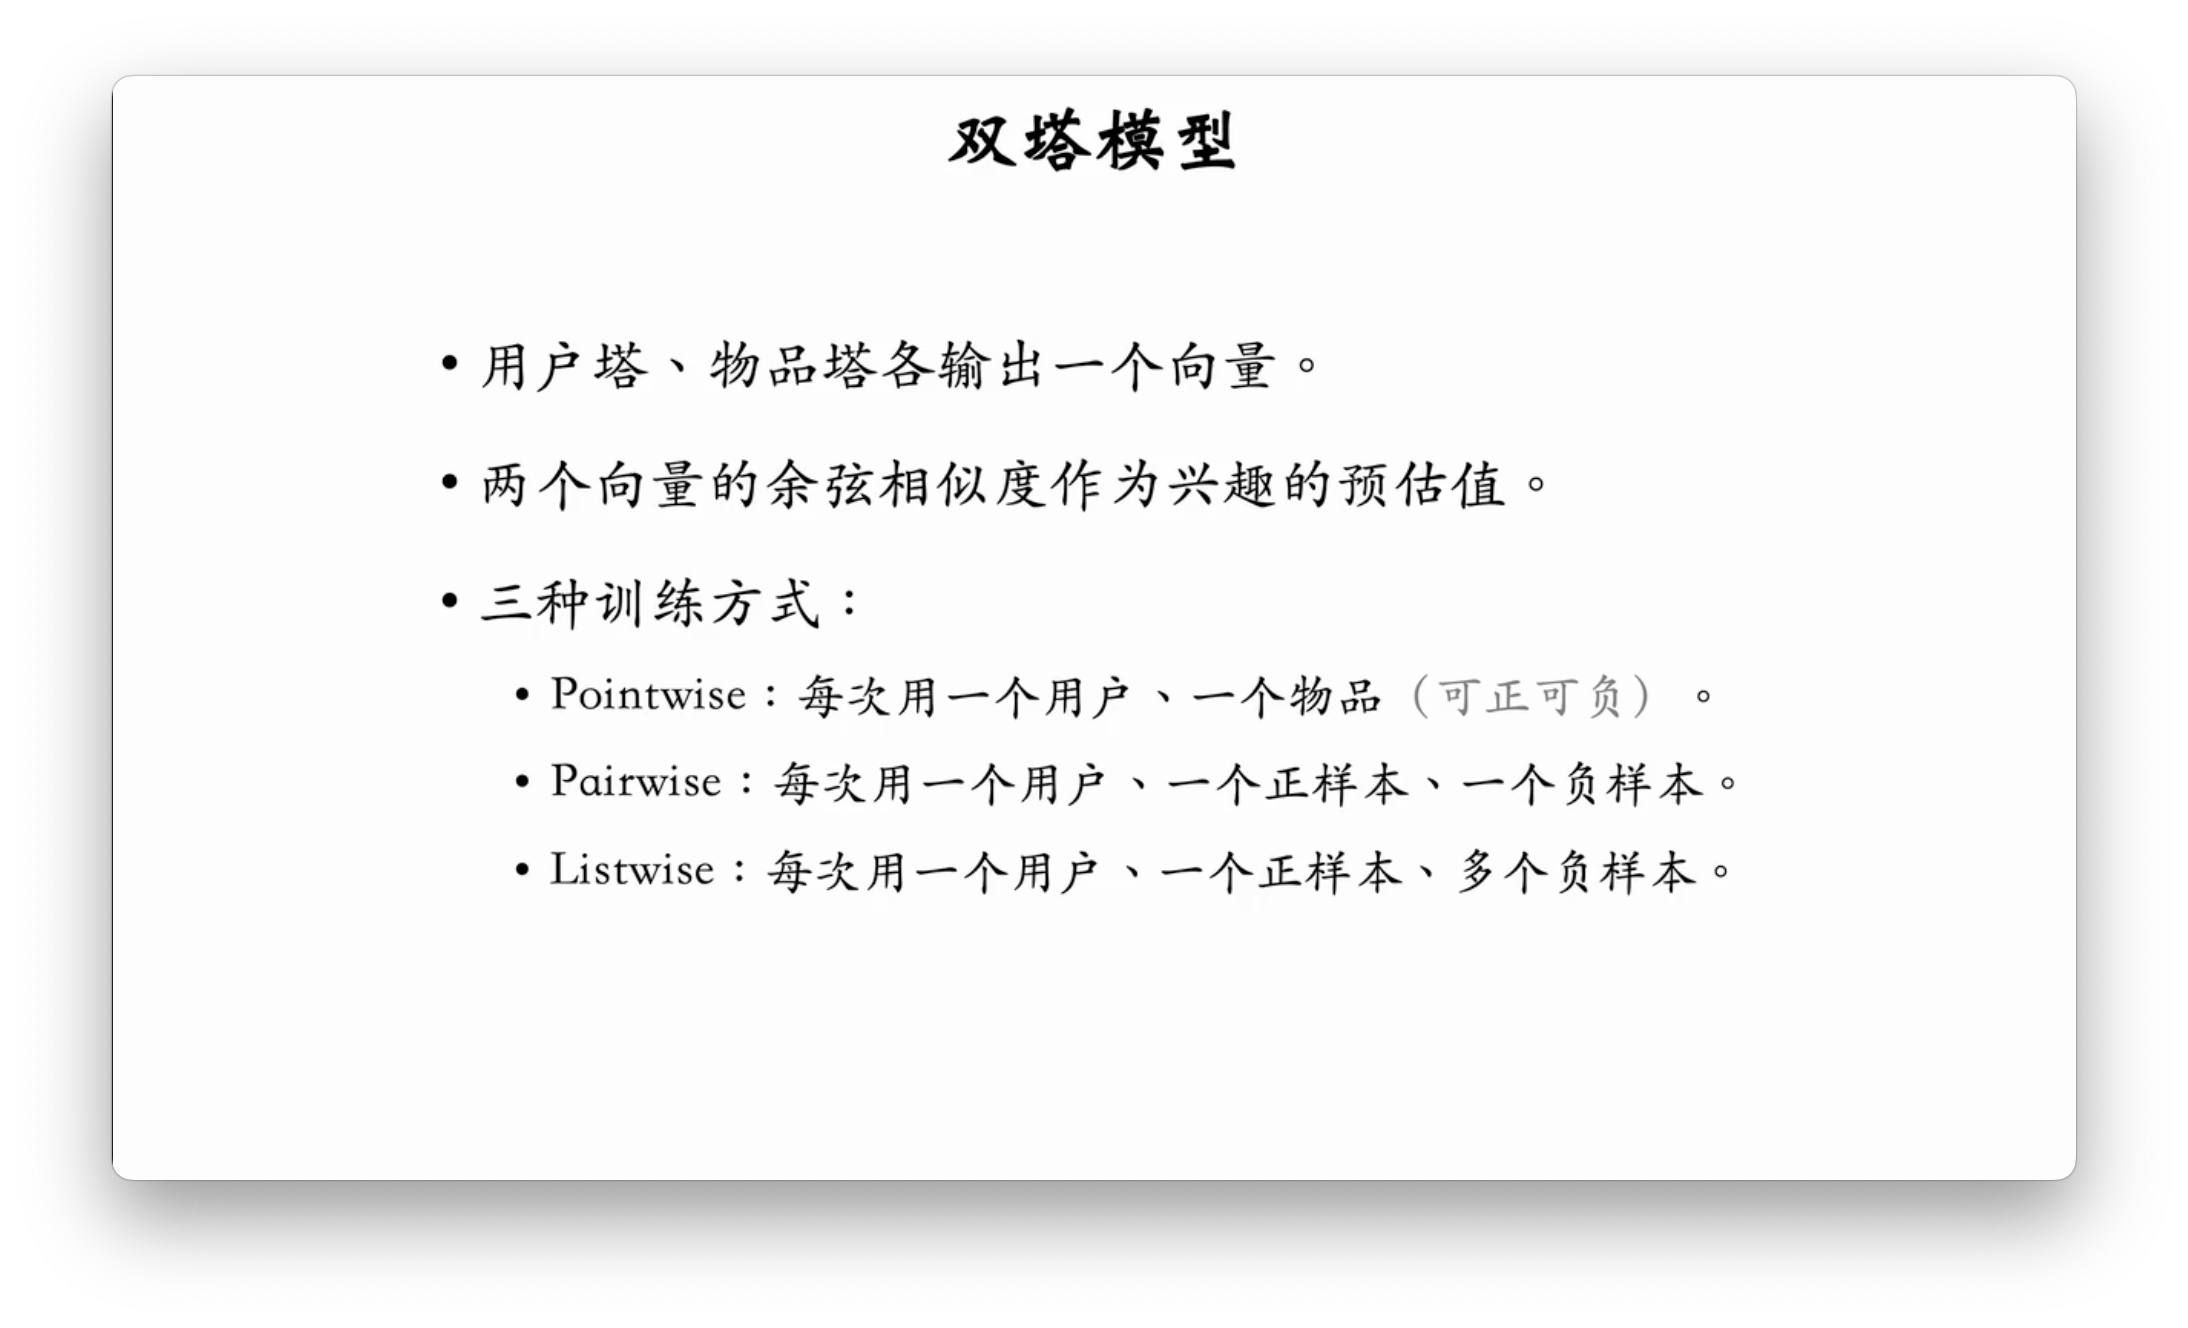 双塔模型
• 用户塔、物品塔各输出一个向量。
• 两个向量的余弦相似度作为兴趣的预估值。
• 三种训练方式：
• Pointwise：每次用一个用户、一个物品（可正可负）。
• Pairwise：每次用一个用户、一个正样本、一个负样本。
• Listwise：每次用一个用户、一个正样本、多个负样本。